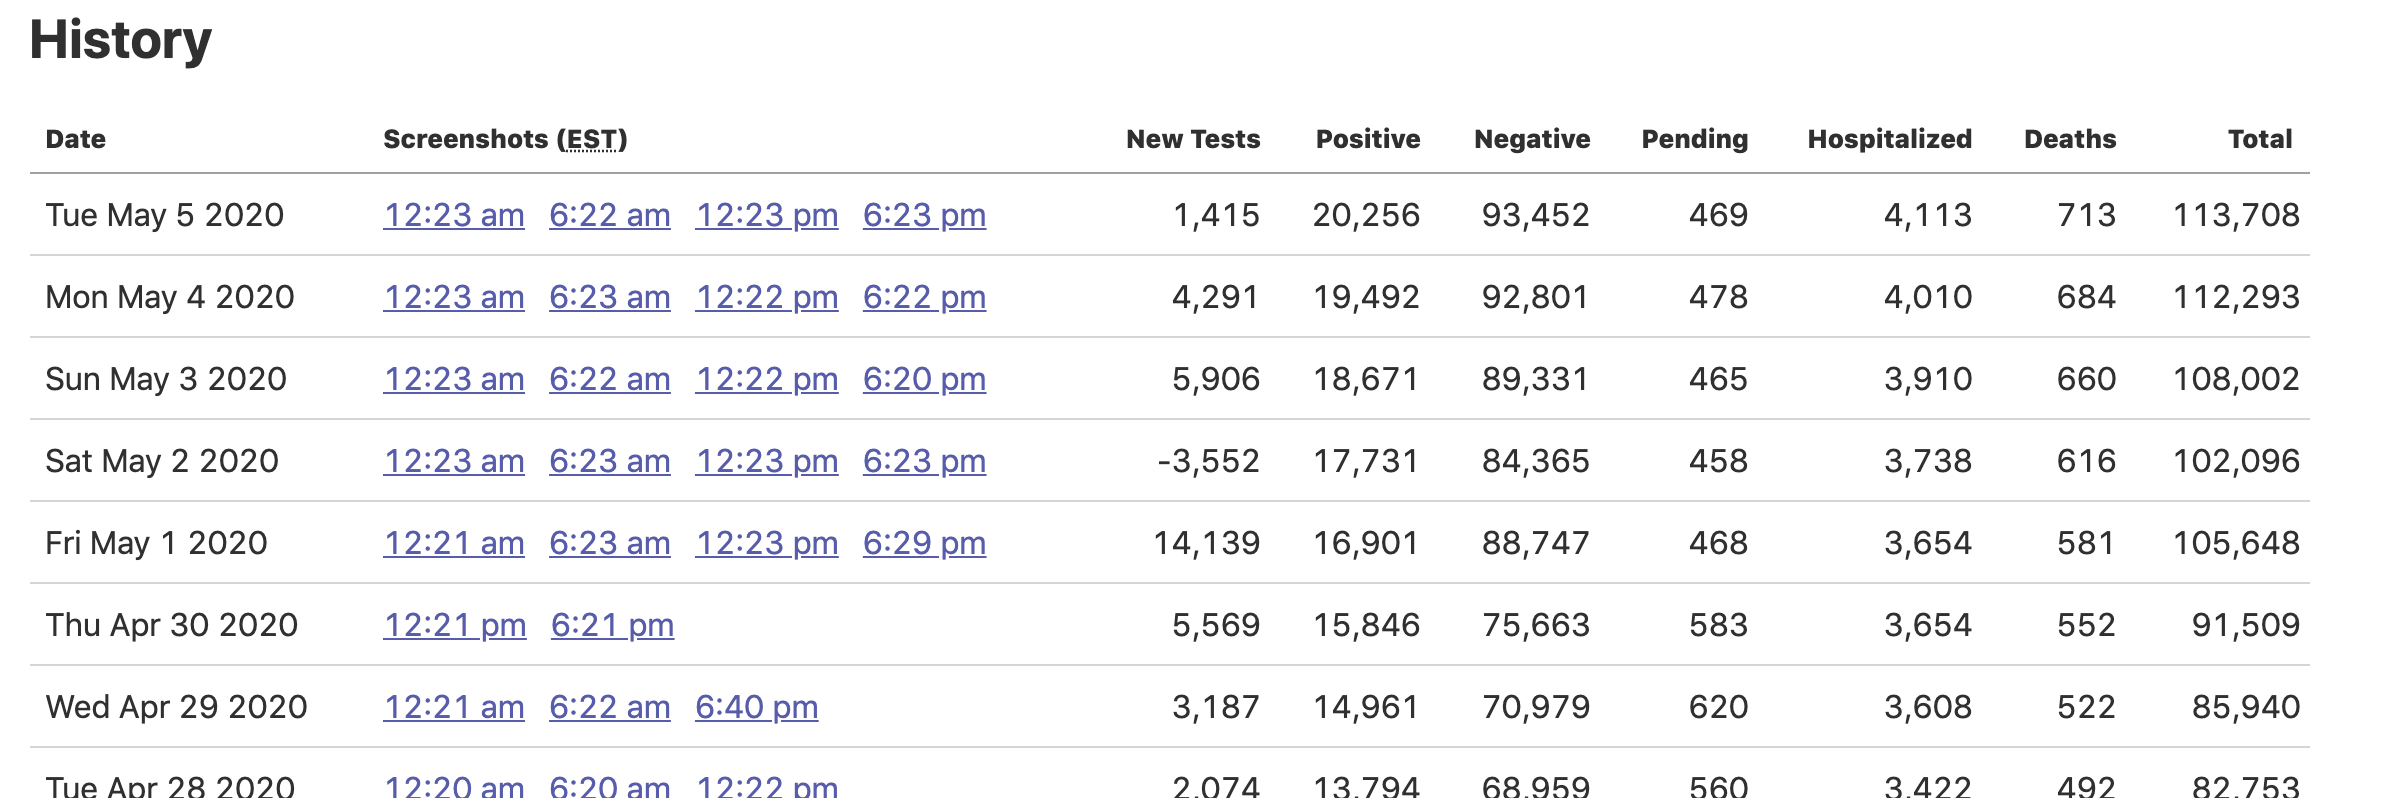 History
Date Screenshots (EST) New Tests Positive Negative Pending Hospitalized Deaths Total
Tue May 5 2020 12:23 am 6:22 am 12:23 pm 6:23 pm 1,415 20,256 93,452 469 4,113 713 113,708
Mon May 4 2020 12:23 am 6:23 am 12:22 pm 6:22 pm 4,291 19,492 92,801 478 4,010 684 112,293
Sun May 3 2020 12:23 am 6:22 am 12:22 pm 6:20 pm 5,906 18,671 89,331 465 3,910 660 108,002
Sat May 2 2020 12:23 am 6:23 am 12:23 pm 6:23 pm -3,552 17,731 84,365 458 3,738 616 102,096
Fri May 1 2020 12:21 am 6:23 am 12:23 pm 6:29 pm 14,139 16,901 88,747 468 3,654 581 105,648
Thu Apr 30 2020 12:21 pm 6:21 pm 5,569 15,846 75,663 583 3,654 552 91,509
Wed Apr 29 2020 12:21 am 6:22 am 6:40 pm 3,187 14,961 70,979 620 3,608 522 85,940
Tue Apr 28 2020 12:20 am 6:20 am 12:22 pm 2,074 13,794 68,959 560 3,422 492 82,753